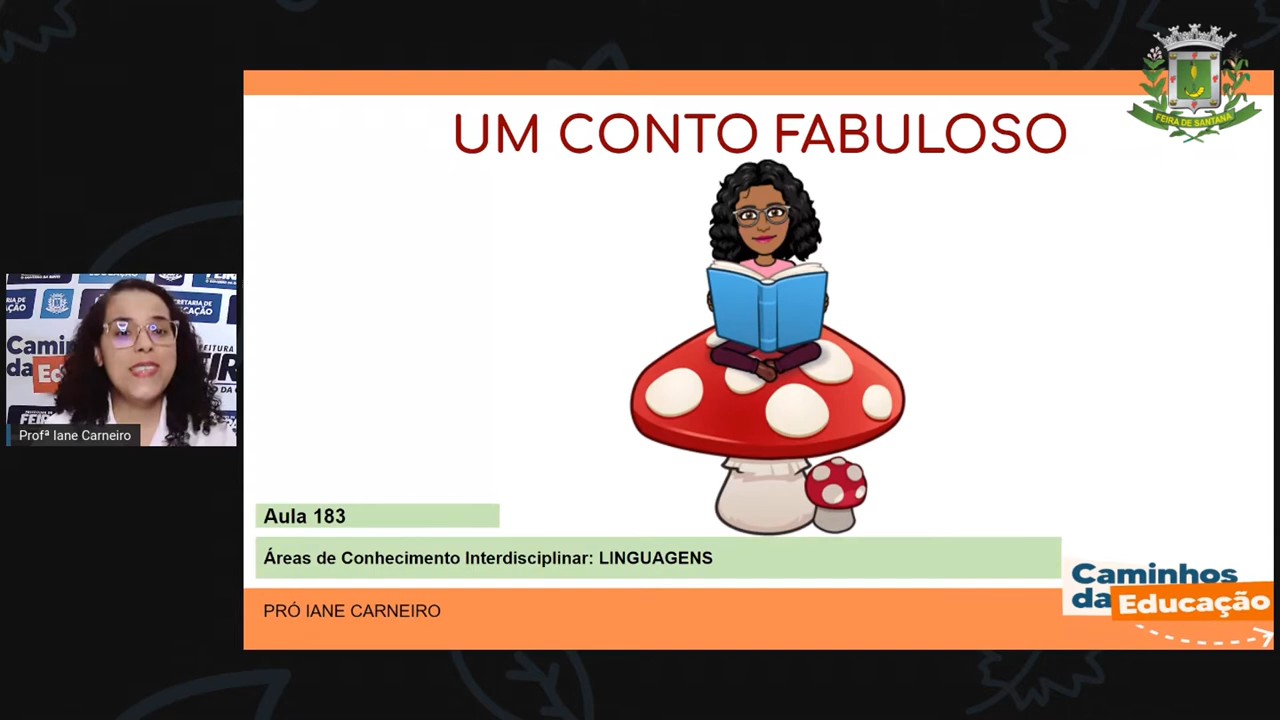 UM CONTO FABULOSO
FEIRA DE SANTANA
Profª Iane Carneiro
Aula 183
Áreas de Conhecimento Interdisciplinar: LINGUAGENS
PRÓ IANE CARNEIRO
Caminhos
da Educação